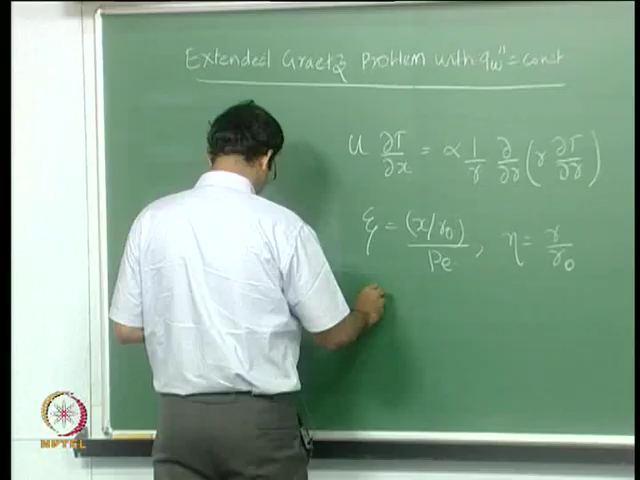 Extended Graetz Problem with q_w'' = const
u ∂T/∂x = α 1/r ∂/∂r (r ∂T/∂r)
ξ = (x/r₀)/Pe , η = r/r₀
NPTEL